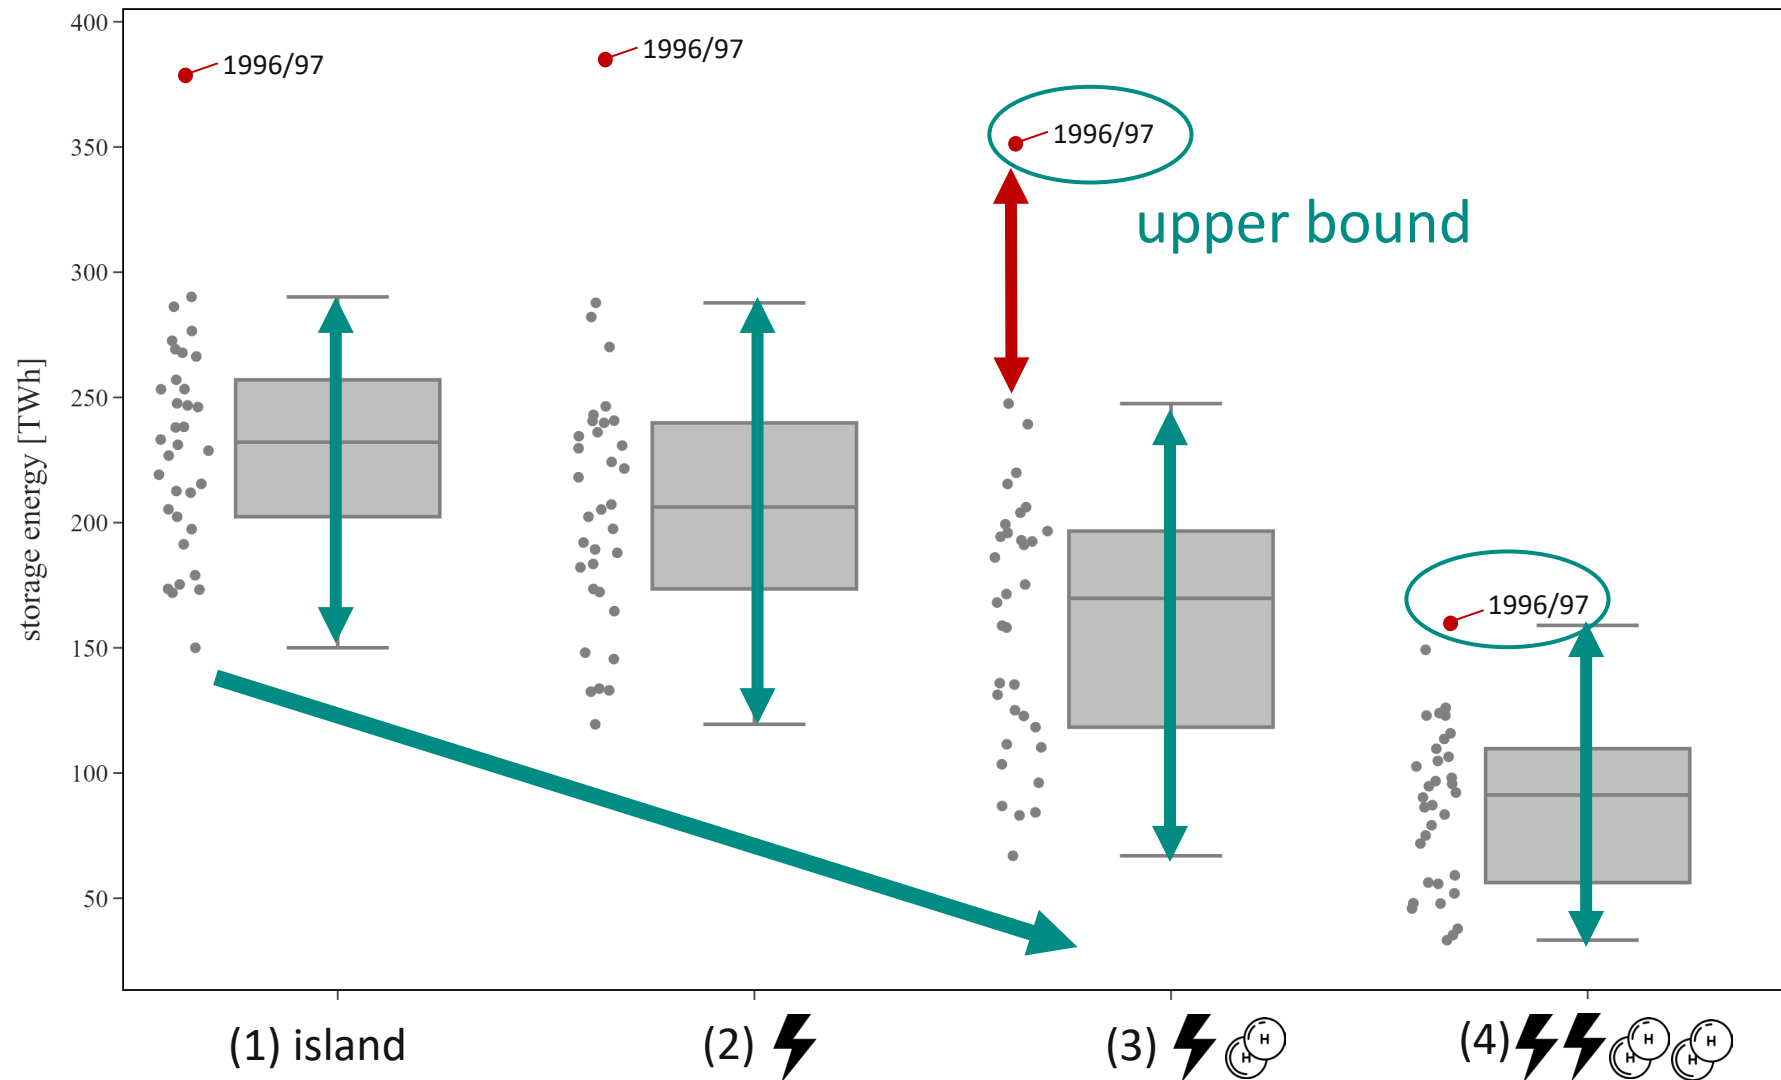 400
350
300
250
200
150
100
50
storage energy [TWh]
1996/97
1996/97
1996/97
upper bound
1996/97
(1) island
(2)
(3) H H
(4) H H H H